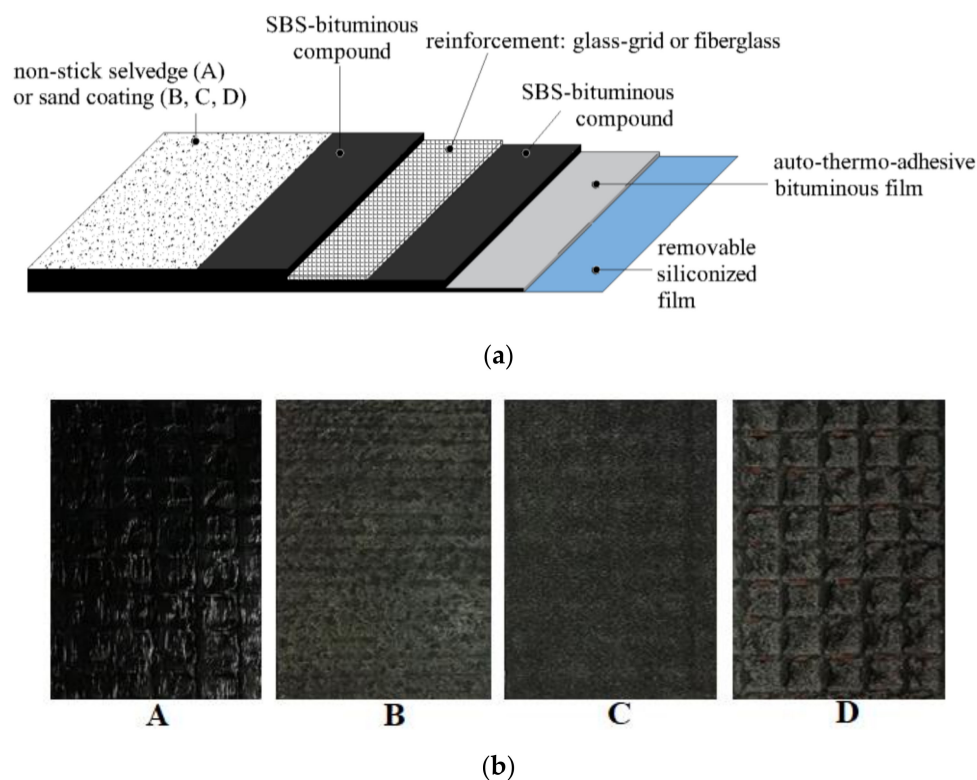 SBS-bituminous
compound
reinforcement: glass-grid or fiberglass
non-stick selvedge (A)
or sand coating (B, C, D)
SBS-bituminous
compound
auto-thermo-adhesive
bituminous film
removable
siliconized
film
(a)
A
B
C
D
(b)